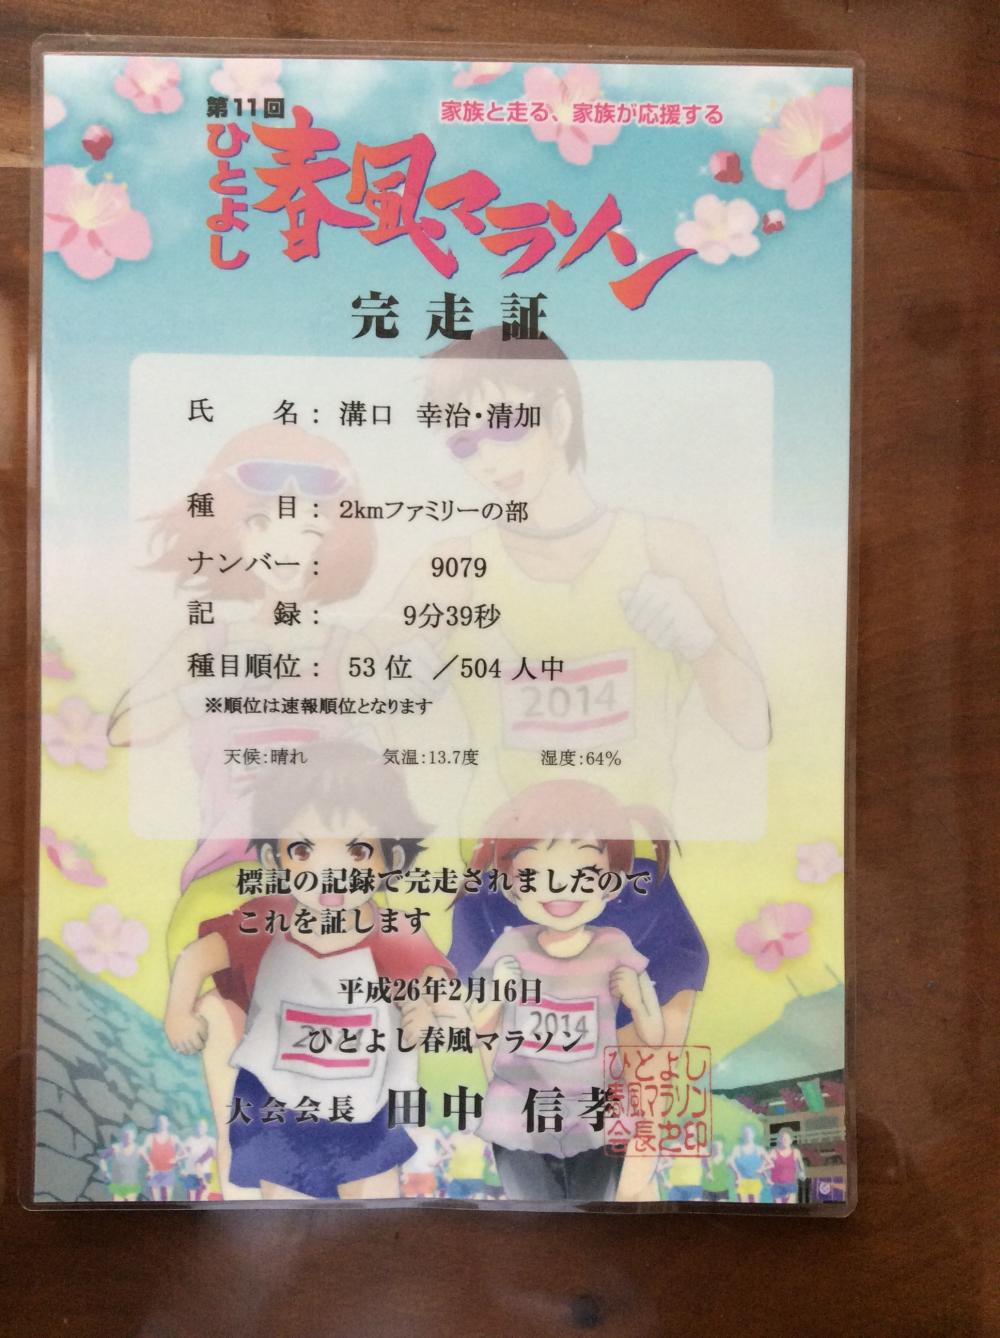 第11回
家族と走る、家族が応援する
ひとよし
春風マラソン
完走証
氏　名： 溝口　幸治・清加
種　目： 2kmファミリーの部
ナンバー： 9079
記　録： 9分39秒
種目順位： 53 位 ／504 人中
※順位は速報順位となります
天候：晴れ 気温：13.7度 湿度：64%
2014
標記の記録で完走されましたので
これを証します
平成26年2月16日
2014
ひとよし春風マラソン
大会会長　田中　信孝
ひとよし
春風マラソン
会長之印